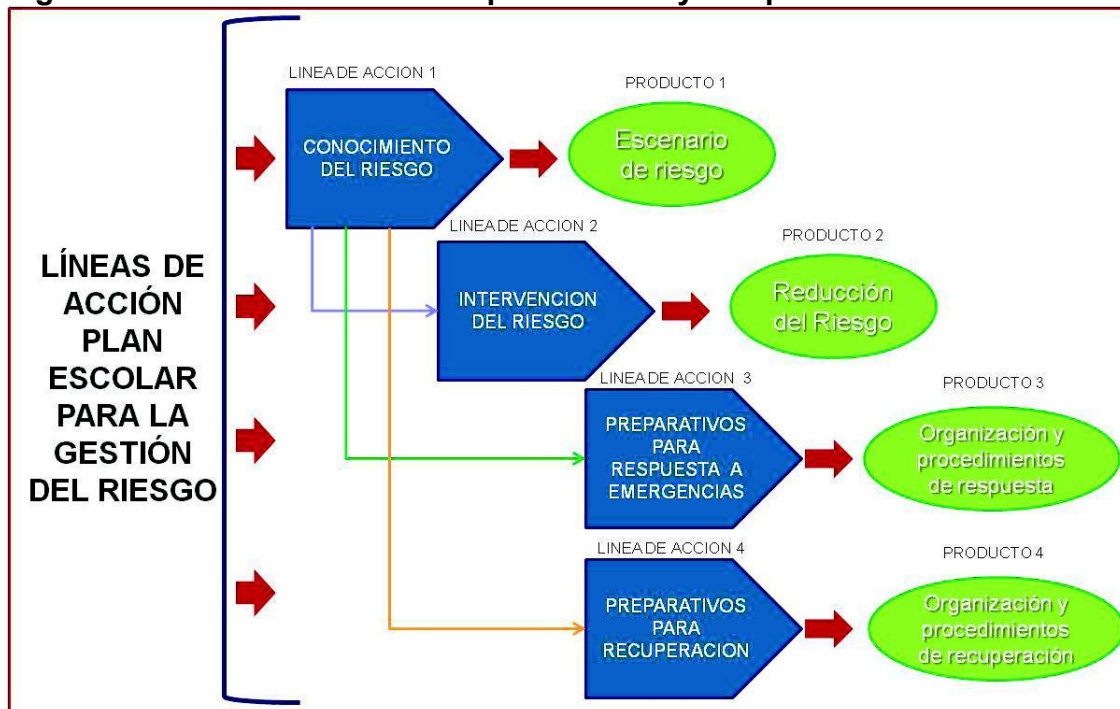 LINEA DE ACCION 1
PRODUCTO 1
CONOCIMIENTO
DEL RIESGO
Escenario
de riesgo
LINEA DE ACCION 2
PRODUCTO 2
INTERVENCION
DEL RIESGO
Reducción
del Riesgo
LÍNEAS DE
ACCIÓN
PLAN
ESCOLAR
PARA LA
GESTIÓN
DEL RIESGO
LINEA DE ACCION 3
PRODUCTO 3
PREPARATIVOS
PARA
RESPUESTA A
EMERGENCIAS
Organización y
procedimientos
de respuesta
LINEA DE ACCION 4
PRODUCTO 4
PREPARATIVOS
PARA
RECUPERACION
Organización y
procedimientos
de recuperación